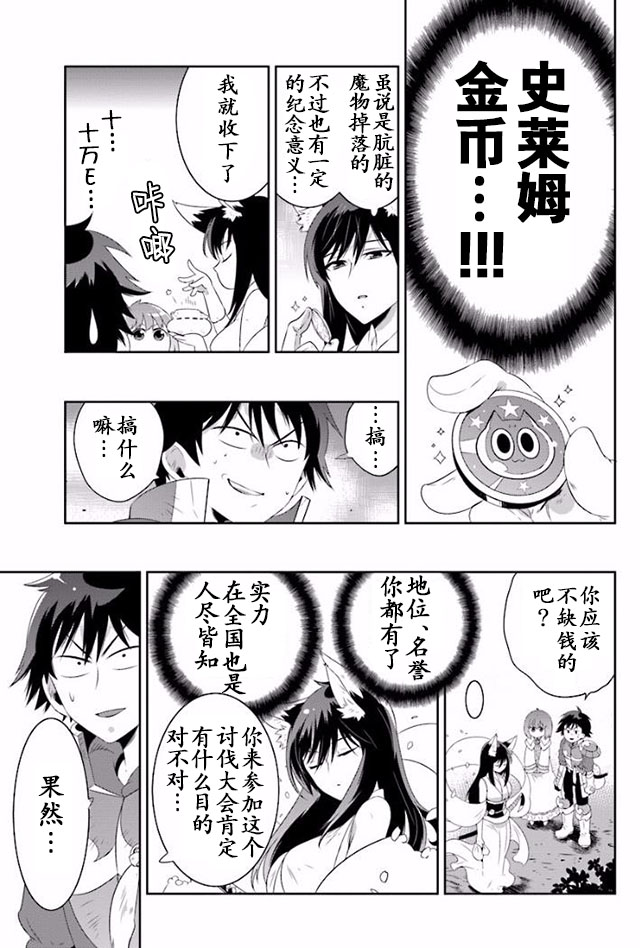 史莱姆
金币…!!!
虽说是肮脏的
魔物掉落的
不过也有一定
的纪念意义…
我就收下了
十…
十万E…
咔
啷
…搞…
搞什么
嘛
你应该
不缺钱的
吧？
地位、名誉
你都有了
实力
在全国也是
人尽皆知
你来参加这个
讨伐大会肯定
有什么目的
对不对…
果然…